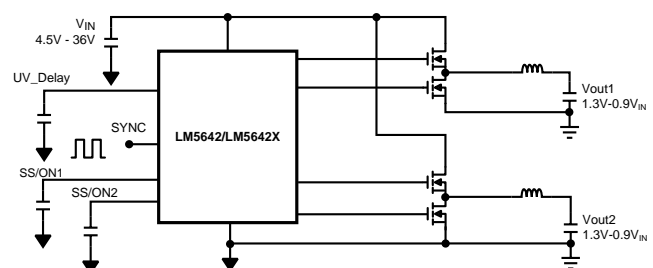 VIN
4.5V - 36V
UV_Delay
SYNC
LM5642/LM5642X
SS/ON1
SS/ON2
Vout1
1.3V-0.9VIN
Vout2
1.3V-0.9VIN